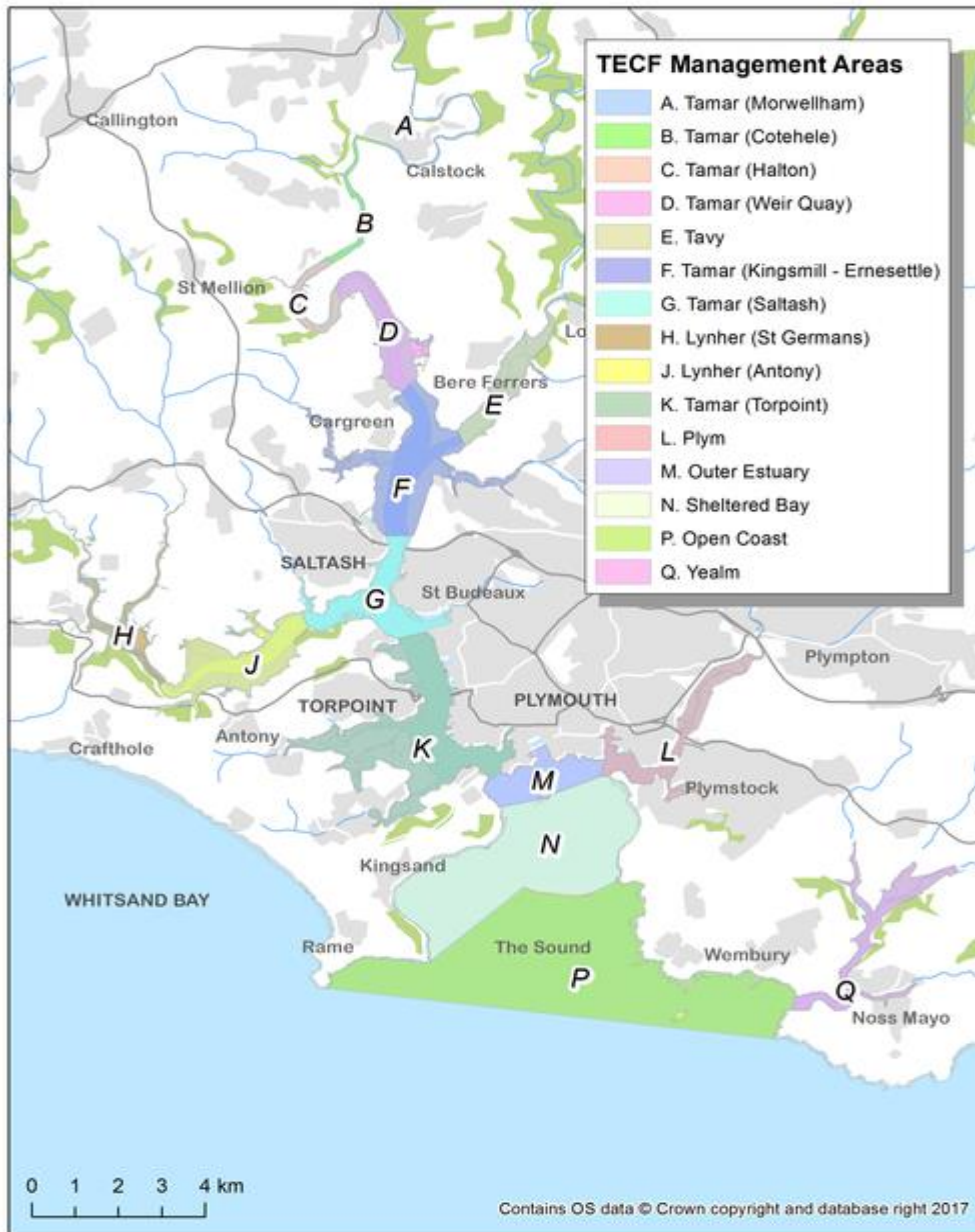 TECF Management Areas
A. Tamar (Morwellham)
B. Tamar (Cotehele)
C. Tamar (Halton)
D. Tamar (Weir Quay)
E. Tavy
F. Tamar (Kingsmill - Ernesettle)
G. Tamar (Saltash)
H. Lynher (St Germans)
J. Lynher (Antony)
K. Tamar (Torpoint)
L. Plym
M. Outer Estuary
N. Sheltered Bay
P. Open Coast
Q. Yealm
Callington
A
Calstock
B
St Mellion
C
D
Lo
Bere Ferrers
E
Cargreen
F
SALTASH
St Budeaux
G
H
J
Plympton
TORPOINT
PLYMOUTH
Antony
Crafthole
K
L
M
Plymstock
N
Kingsand
WHITSAND BAY
Rame
The Sound
Wembury
P
Q
Noss Mayo
0 1 2 3 4 km
Contains OS data © Crown copyright and database right 2017